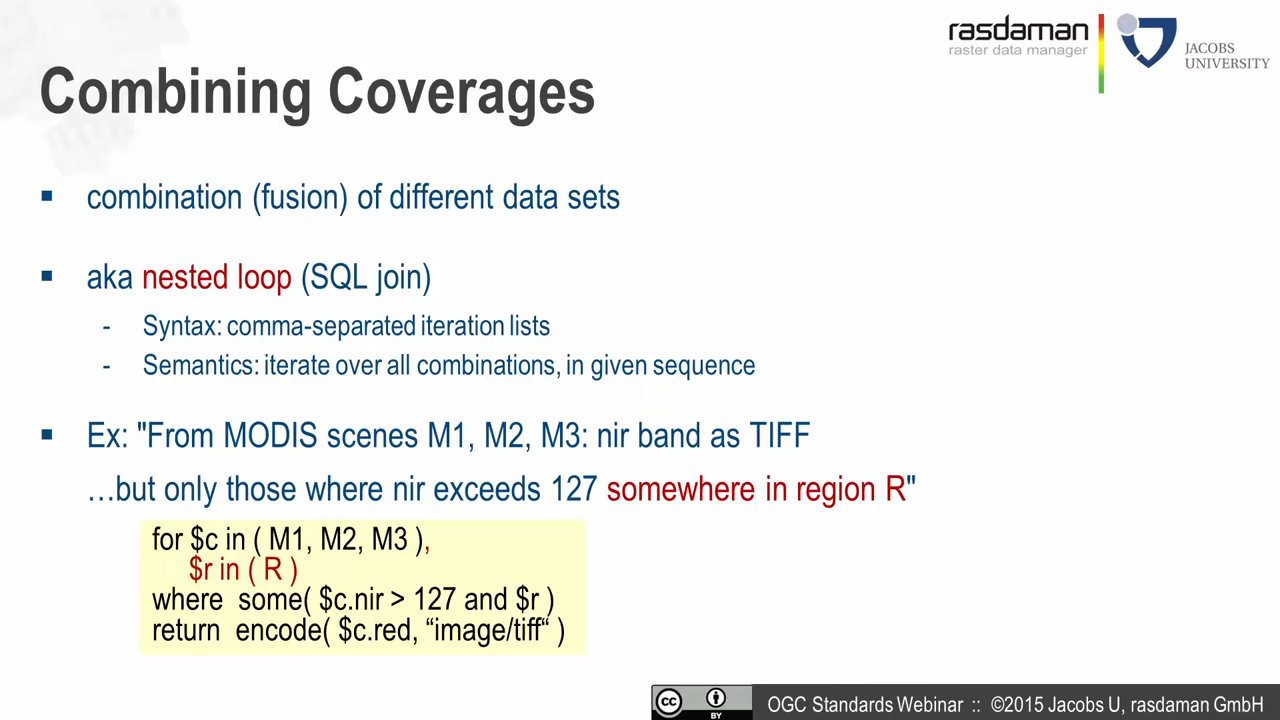 rasdaman
raster data manager
JACOBS
UNIVERSITY
Combining Coverages
▪ combination (fusion) of different data sets
▪ aka nested loop (SQL join)
- Syntax: comma-separated iteration lists
- Semantics: iterate over all combinations, in given sequence
▪ Ex: "From MODIS scenes M1, M2, M3: nir band as TIFF
…but only those where nir exceeds 127 somewhere in region R"
for $c in ( M1, M2, M3 ),
$r in ( R )
where some( $c.nir > 127 and $r )
return encode( $c.red, “image/tiff“ )
cc BY
OGC Standards Webinar :: ©2015 Jacobs U, rasdaman GmbH